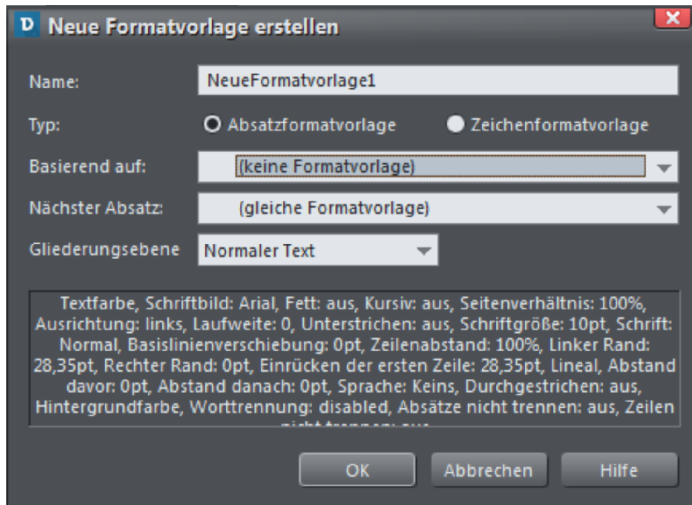 D Neue Formatvorlage erstellen
Name: NeueFormatvorlage1
Typ: Absatzformatvorlage Zeichenformatvorlage
Basierend auf: (keine Formatvorlage)
Nächster Absatz: (gleiche Formatvorlage)
Gliederungsebene Normaler Text
Textfarbe, Schriftbild: Arial, Fett: aus, Kursiv: aus, Seitenverhältnis: 100%,
Ausrichtung: links, Laufweite: 0, Unterstrichen: aus, Schriftgröße: 10pt, Schrift:
Normal, Basislinienverschiebung: 0pt, Zeilenabstand: 100%, Linker Rand:
28,35pt, Rechter Rand: 0pt, Einrücken der ersten Zeile: 28,35pt, Lineal, Abstand
davor: 0pt, Abstand danach: 0pt, Sprache: Keins, Durchgestrichen: aus,
Hintergrundfarbe, Worttrennung: disabled, Absätze nicht trennen: aus, Zeilen
nicht trennen: aus
OK Abbrechen Hilfe